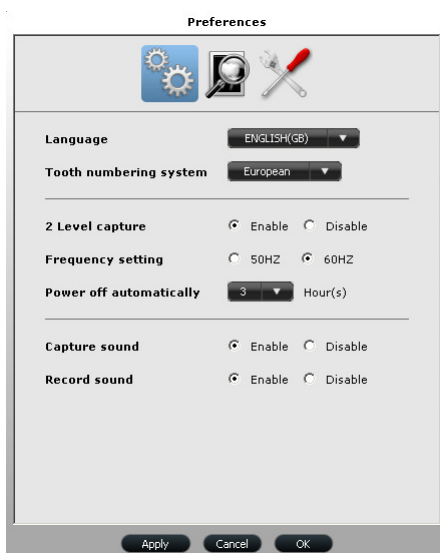 Preferences
Language ENGLISH(GB)
Tooth numbering system European
2 Level capture Enable Disable
Frequency setting 50HZ 60HZ
Power off automatically 3 Hour(s)
Capture sound Enable Disable
Record sound Enable Disable
Apply Cancel OK